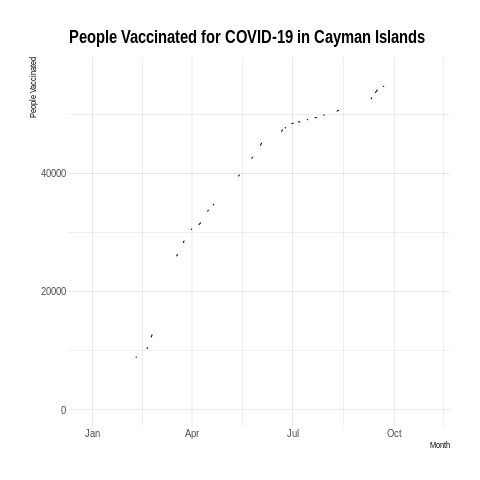 People Vaccinated for COVID-19 in Cayman Islands
People Vaccinated
40000
20000
0
Jan Apr Jul Oct
Month